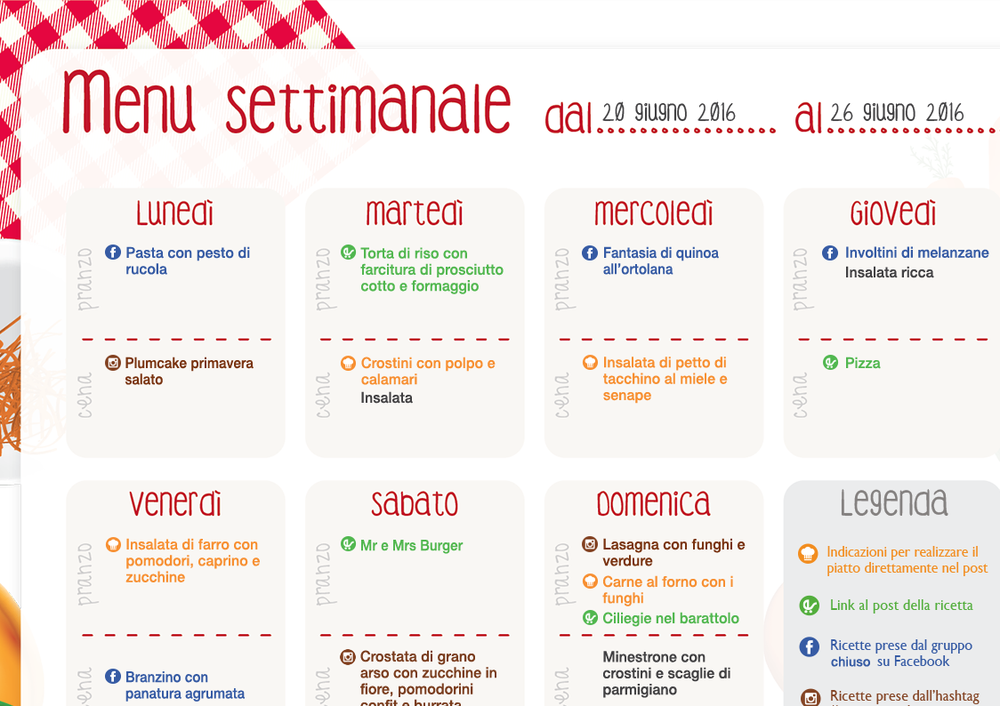 Menu settimanale dal 20 giugno 2016 al 26 giugno 2016
Lunedì
pranzo
Pasta con pesto di
rucola
cena
Plumcake primavera
salato
Martedì
pranzo
Torta di riso con
farcitura di prosciutto
cotto e formaggio
cena
Crostini con polpo e
calamari
Insalata
Mercoledì
pranzo
Fantasia di quinoa
all'ortolana
cena
Insalata di petto di
tacchino al miele e
senape
Giovedì
pranzo
Involtini di melanzane
Insalata ricca
cena
Pizza
Venerdì
pranzo
Insalata di farro con
pomodori, caprino e
zucchine
cena
Branzino con
panatura agrumata
Sabato
pranzo
Mr e Mrs Burger
cena
Crostata di grano
arso con zucchine in
fiore, pomodorini
confit e burrata
Domenica
pranzo
Lasagna con funghi e
verdure
Carne al forno con i
funghi
Ciliegie nel barattolo
cena
Minestrone con
crostini e scaglie di
parmigiano
Legenda
Indicazioni per realizzare il
piatto direttamente nel post
Link al post della ricetta
Ricette prese dal gruppo
chiuso su Facebook
Ricette prese dall'hashtag